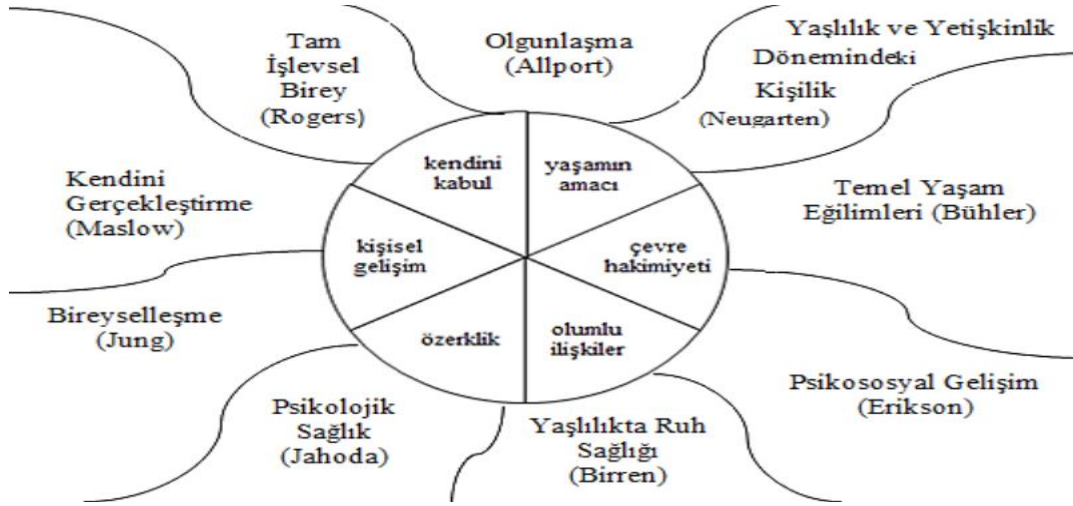 Tam
İşlevsel
Birey
(Rogers)
Olgunlaşma
(Allport)
Yaşlılık ve Yetişkinlik
Dönemindeki
Kişilik
(Neugarten)
Kendini
Gerçekleştirme
(Maslow)
kendini
kabul
yaşamın
amacı
Temel Yaşam
Eğilimleri (Bühler)
kişisel
gelişim
çevre
hakimiyeti
Bireyselleşme
(Jung)
özerklik
olumlu
ilişkiler
Psikososyal Gelişim
(Erikson)
Psikolojik
Sağlık
(Jahoda)
Yaşlılıkta Ruh
Sağlığı
(Birren)